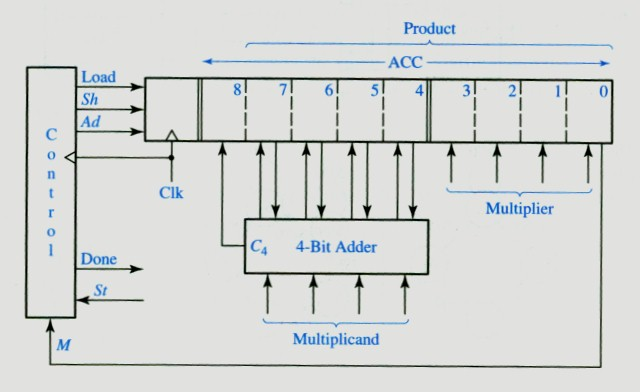 Product
ACC
Load
Sh
Ad
8 7 6 5 4 3 2 1 0
Control
Clk
Multiplier
C4 4-Bit Adder
Done
St
Multiplicand
M